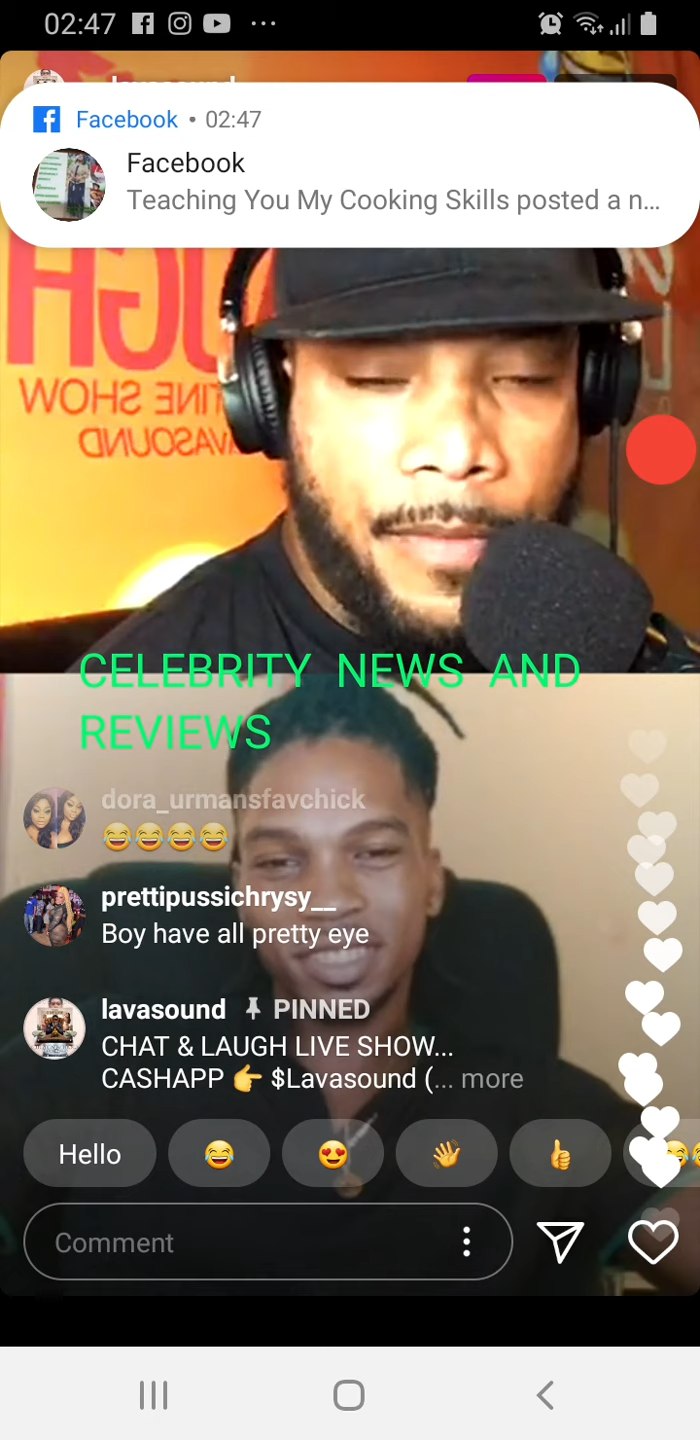 02:47
Facebook • 02:47
Facebook
Teaching You My Cooking Skills posted a n...
SHOW
CELEBRITY NEWS AND
REVIEWS
dora_urmansfavchick
😂😂😂😂
prettipussichrysy__
Boy have all pretty eye
lavasound 📌 PINNED
CHAT & LAUGH LIVE SHOW...
CASHAPP 👉 $Lavasound (... more
Hello 😂 😍 👋 👍
Comment